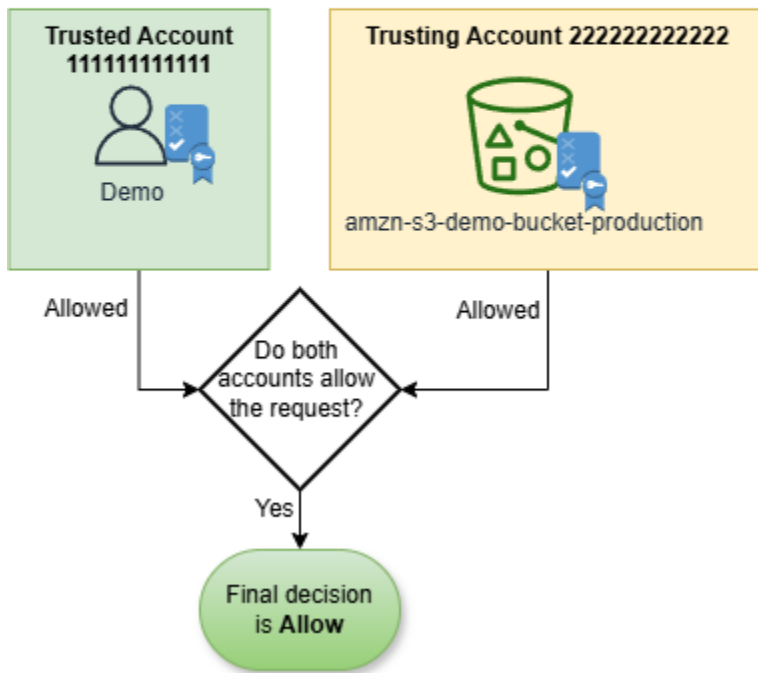 Trusted Account
111111111111
Demo
Trusting Account 222222222222
amzn-s3-demo-bucket-production
Allowed
Allowed
Do both
accounts allow
the request?
Yes
Final decision
is Allow